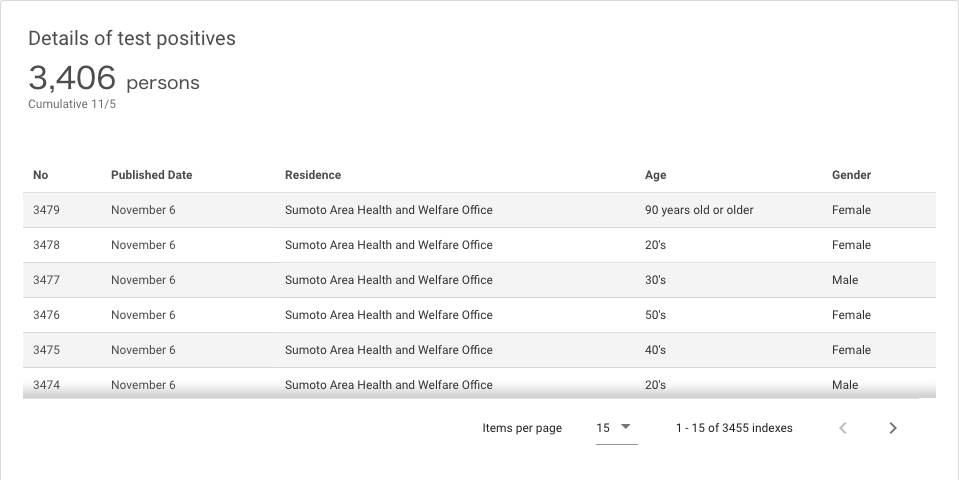 Details of test positives
3,406 persons
Cumulative 11/5
No Published Date Residence Age Gender
3479 November 6 Sumoto Area Health and Welfare Office 90 years old or older Female
3478 November 6 Sumoto Area Health and Welfare Office 20's Female
3477 November 6 Sumoto Area Health and Welfare Office 30's Male
3476 November 6 Sumoto Area Health and Welfare Office 50's Female
3475 November 6 Sumoto Area Health and Welfare Office 40's Female
3474 November 6 Sumoto Area Health and Welfare Office 20's Male
Items per page 15 1 - 15 of 3455 indexes